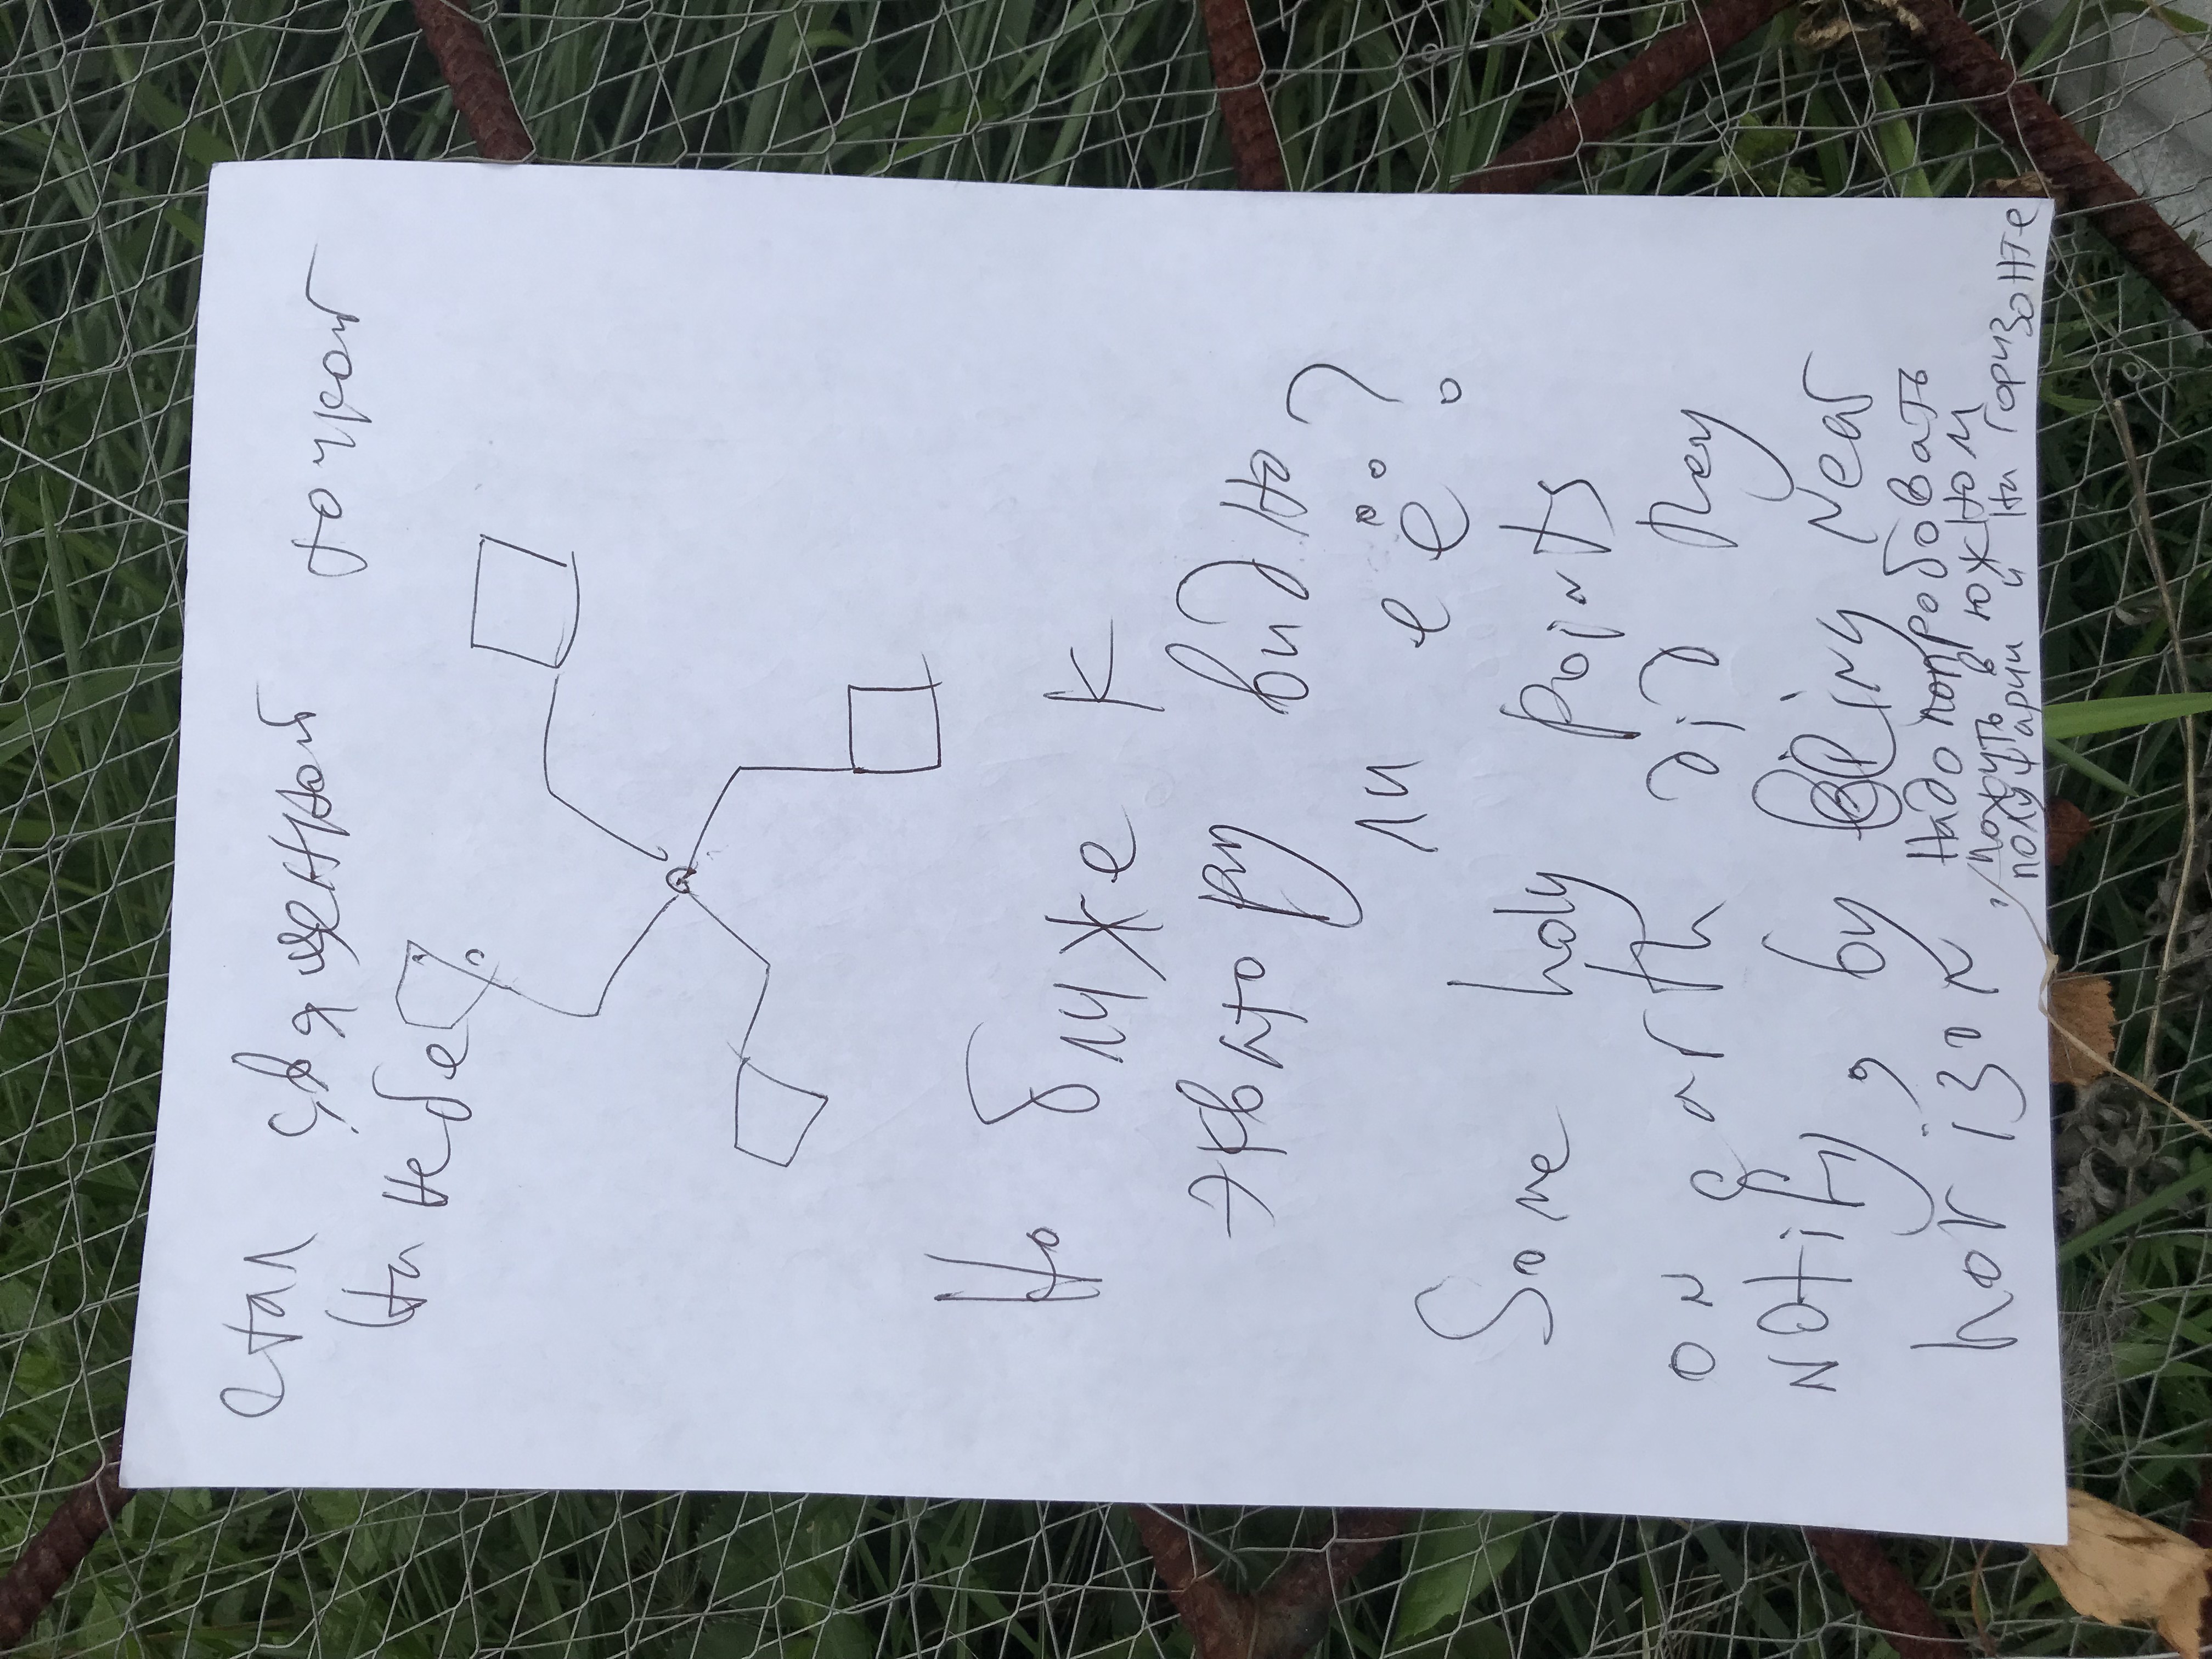 стал священной точкой
на небе
Но ближе к
экватору видно
ли её?
Some holy points
on earth did they
notify, by being near
horizon.
Надо попробовать
пожить в южном
полушарии и на горизонте